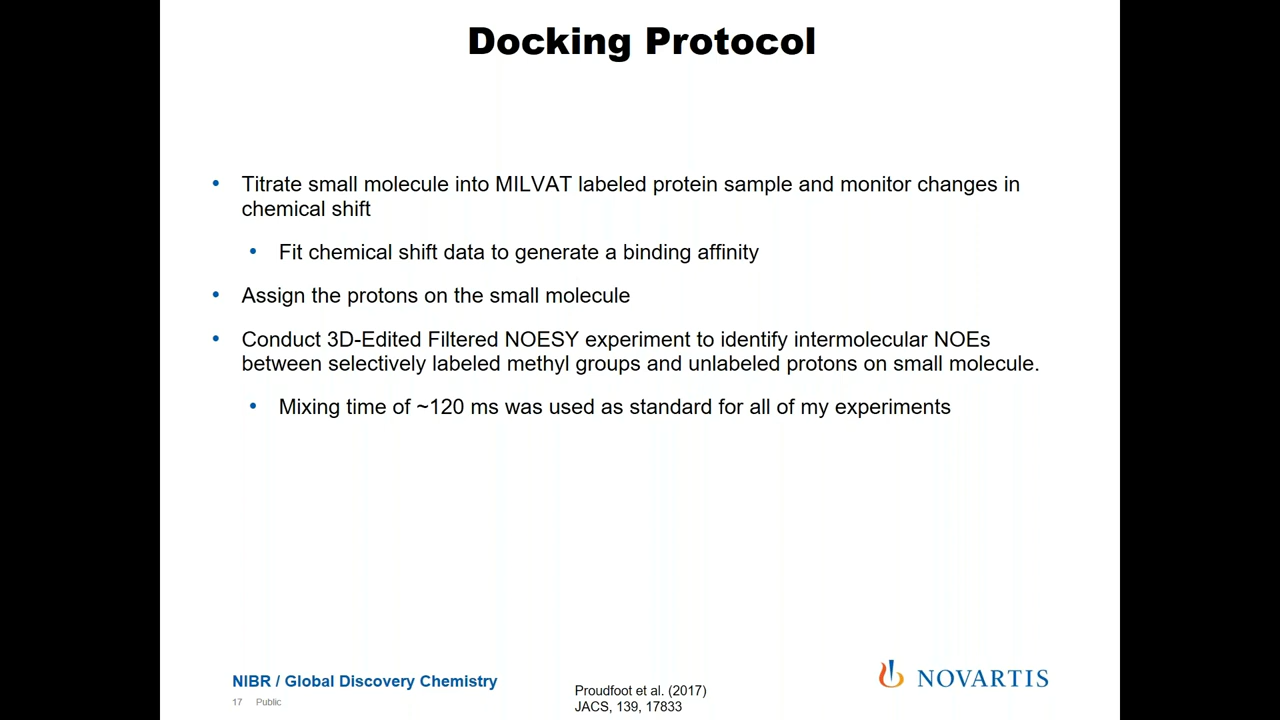 Docking Protocol
• Titrate small molecule into MILVAT labeled protein sample and monitor changes in
chemical shift
• Fit chemical shift data to generate a binding affinity
• Assign the protons on the small molecule
• Conduct 3D-Edited Filtered NOESY experiment to identify intermolecular NOEs
between selectively labeled methyl groups and unlabeled protons on small molecule.
• Mixing time of ~120 ms was used as standard for all of my experiments
NIBR / Global Discovery Chemistry
17 Public
Proudfoot et al. (2017)
JACS, 139, 17833
NOVARTIS